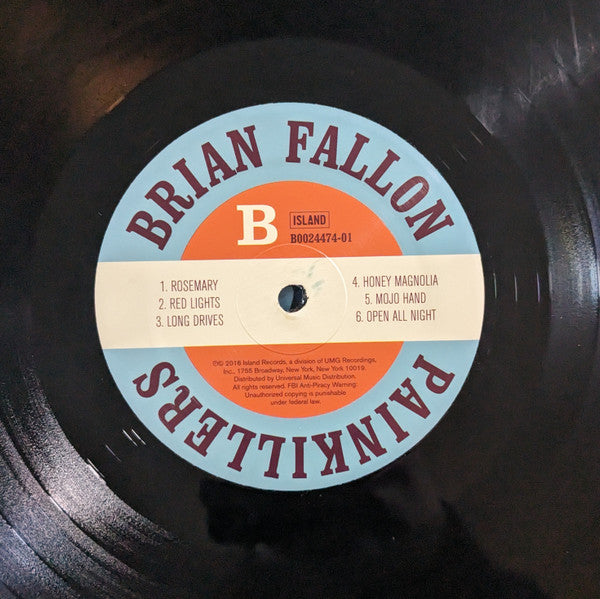 BRIAN FALLON
B
ISLAND
B0024474-01
1. ROSEMARY
2. RED LIGHTS
3. LONG DRIVES
4. HONEY MAGNOLIA
5. MOJO HAND
6. OPEN ALL NIGHT
℗© 2016 Island Records, a division of UMG Recordings,
Inc., 1755 Broadway, New York, New York 10019.
Distributed by Universal Music Distribution.
All rights reserved. FBI Anti-Piracy Warning:
Unauthorized copying is punishable
under federal law.
PAINKILLERS